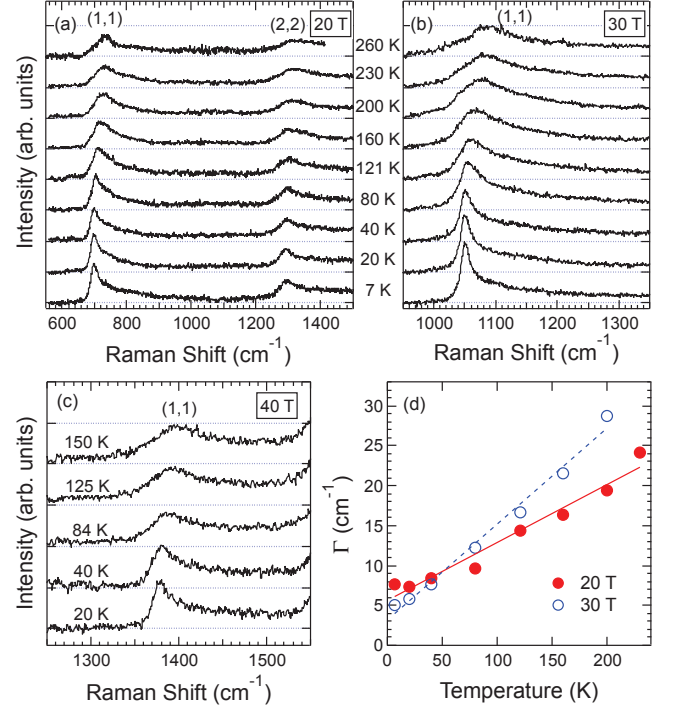 (a) (1,1) (2,2) 20 T
260 K
230 K
200 K
160 K
121 K
80 K
40 K
20 K
7 K
Intensity (arb. units)
600 800 1000 1200 1400
Raman Shift (cm-1)
(b) (1,1) 30 T
1000 1100 1200 1300
Raman Shift (cm-1)
(c) (1,1) 40 T
150 K
125 K
84 K
40 K
20 K
Intensity (arb. units)
1300 1400 1500
Raman Shift (cm-1)
(d)
30
25
20
15
10
5
0
Γ (cm-1)
20 T
30 T
0 50 100 150 200
Temperature (K)